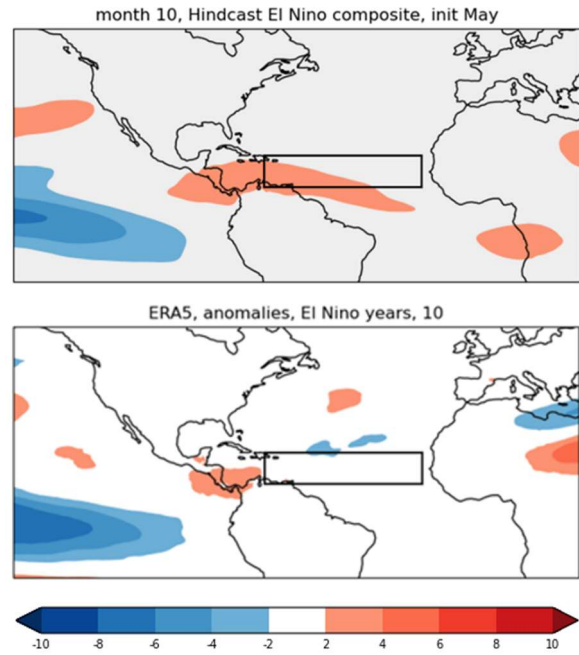 month 10, Hindcast El Nino composite, init May
ERA5, anomalies, El Nino years, 10
-10 -8 -6 -4 -2 2 4 6 8 10